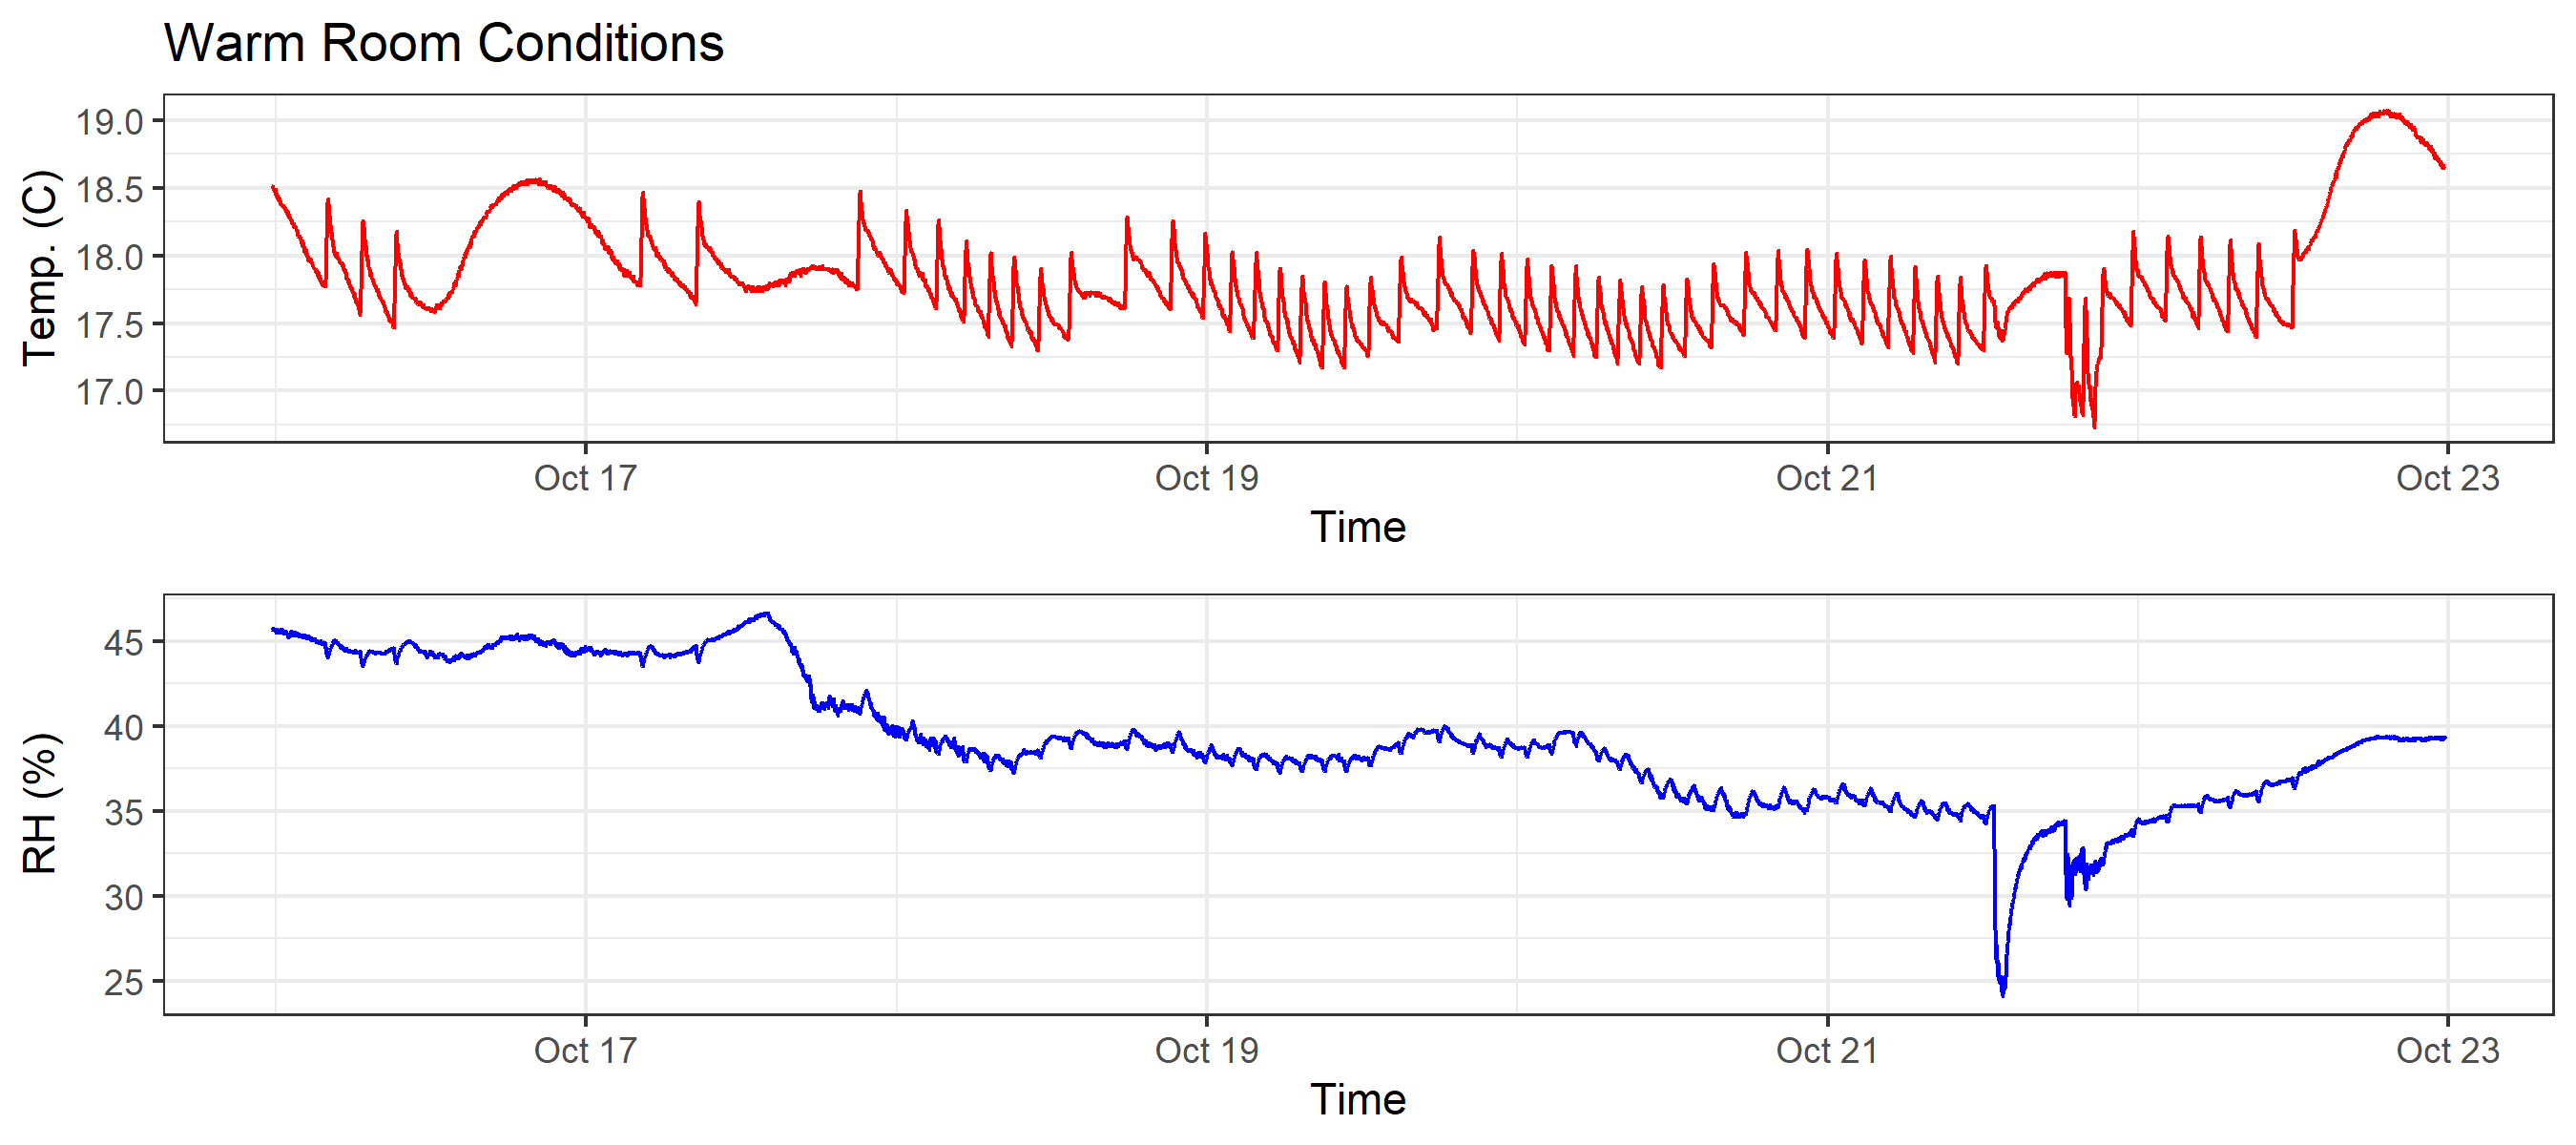 Warm Room Conditions
Temp. (C)
19.0
18.5
18.0
17.5
17.0
Oct 17 Oct 19 Oct 21 Oct 23
Time
RH (%)
45
40
35
30
25
Oct 17 Oct 19 Oct 21 Oct 23
Time